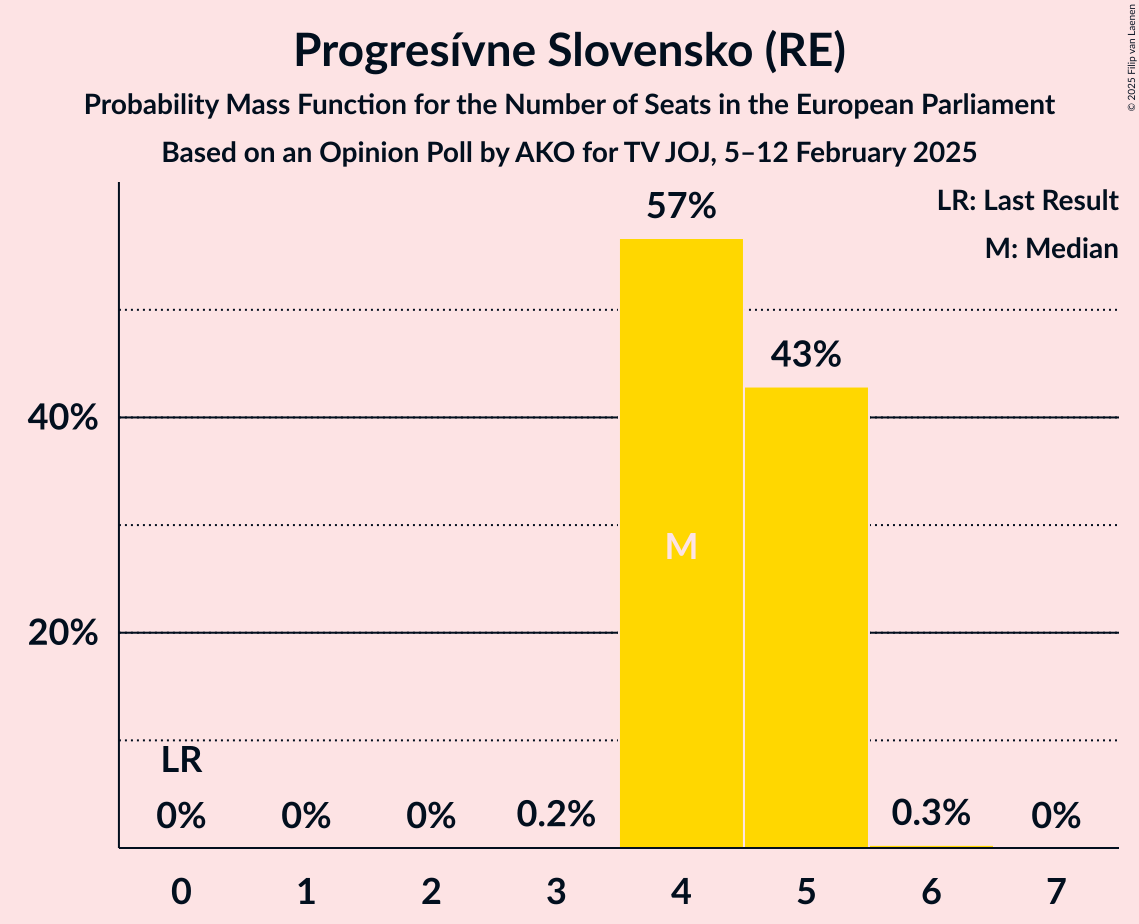 Progresívne Slovensko (RE)
Probability Mass Function for the Number of Seats in the European Parliament
Based on an Opinion Poll by AKO for TV JOJ, 5–12 February 2025
© 2025 Filip van Laenen
LR: Last Result
M: Median
57%
43%
40%
M
20%
LR
0%
0%
0%
0.2%
0.3%
0%
0
1
2
3
4
5
6
7